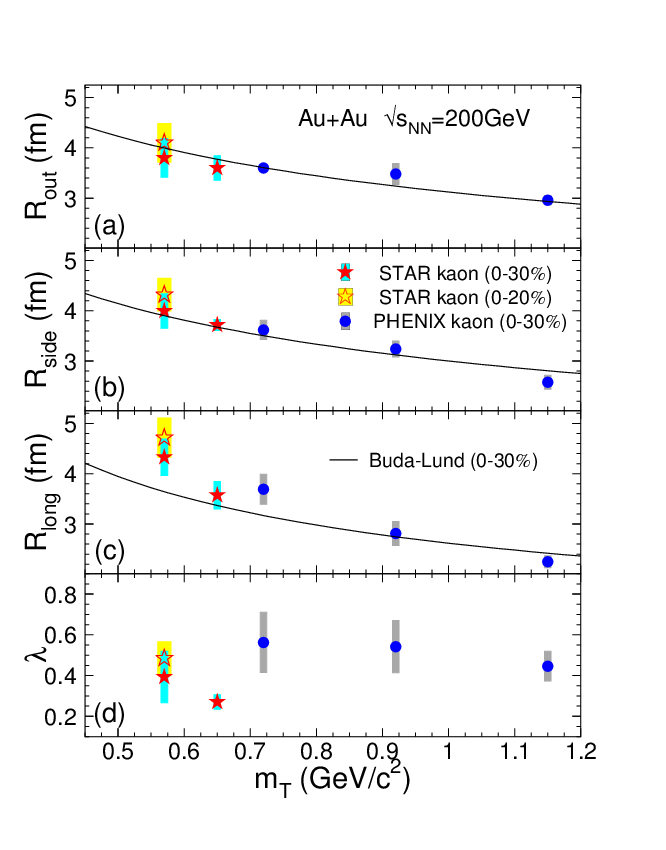 5
4
3
R_out (fm)
Au+Au √s_NN=200GeV
(a)
5
4
3
R_side (fm)
STAR kaon (0-30%)
STAR kaon (0-20%)
PHENIX kaon (0-30%)
(b)
5
4
3
R_long (fm)
Buda-Lund (0-30%)
(c)
0.8
0.6
0.4
0.2
λ
(d)
0.5 0.6 0.7 0.8 0.9 1 1.1 1.2
m_T (GeV/c²)